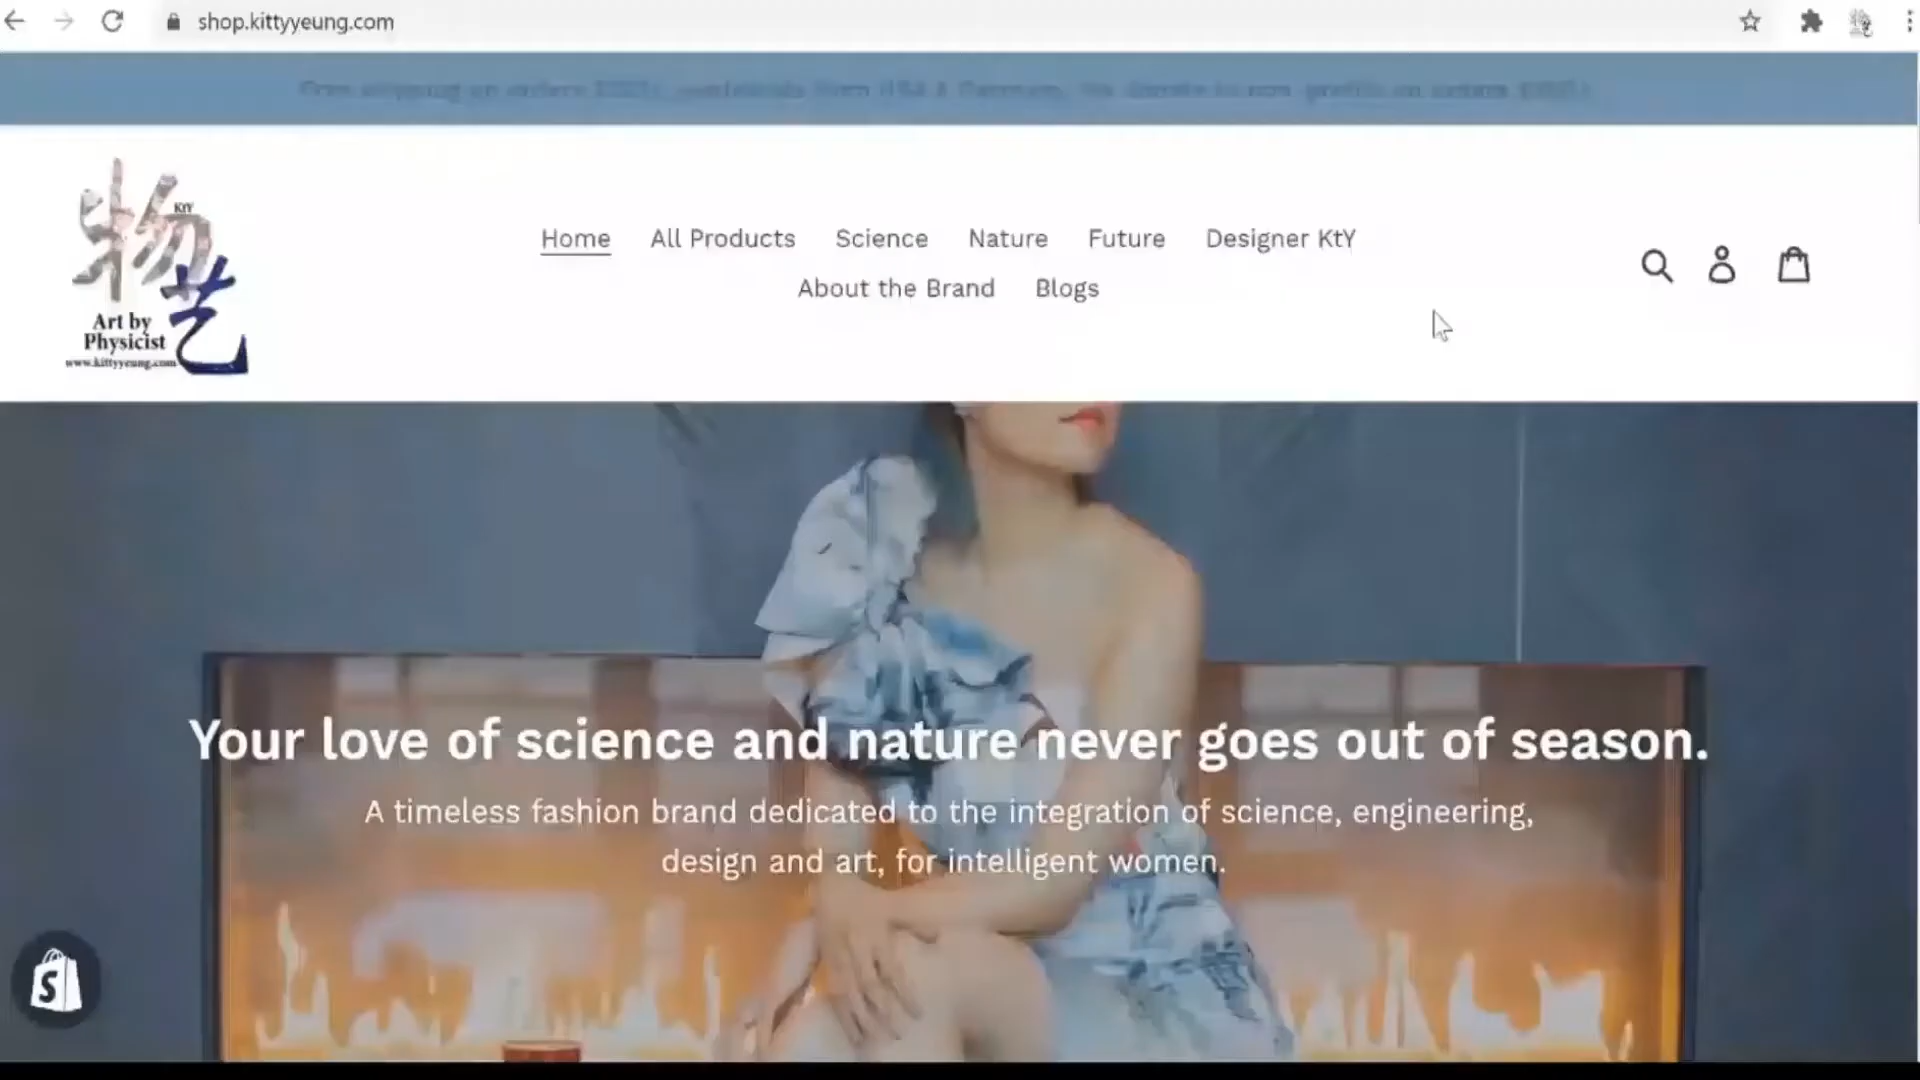 shop.kittyyeung.com
物艺
KtY
Art by
Physicist
www.kittyyeung.com
Home All Products Science Nature Future Designer KtY
About the Brand Blogs
Your love of science and nature never goes out of season.
A timeless fashion brand dedicated to the integration of science, engineering,
design and art, for intelligent women.